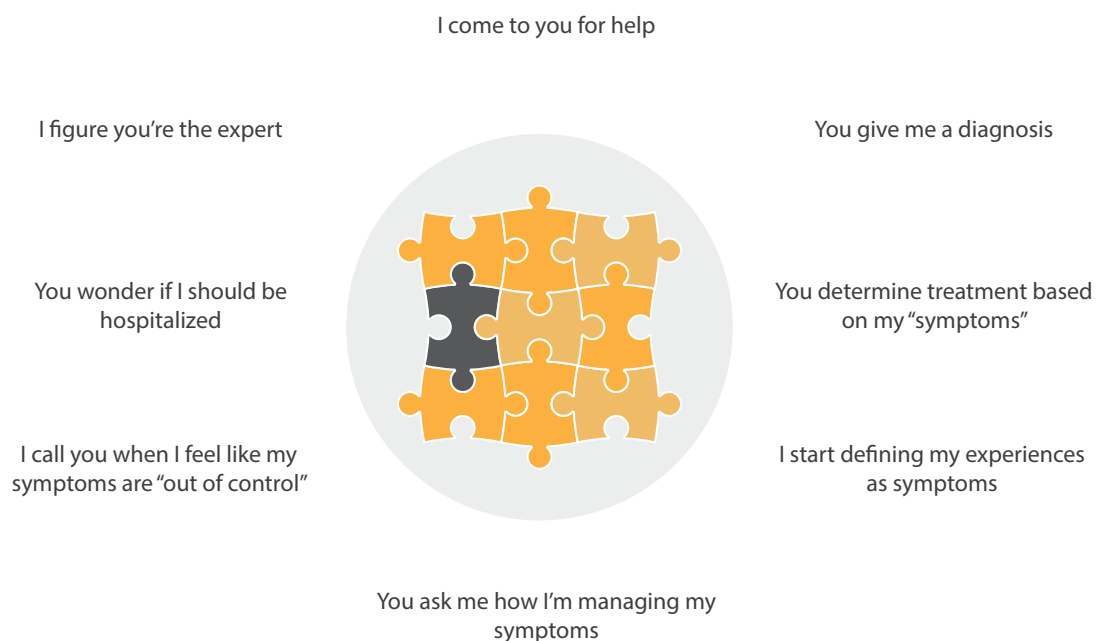 I come to you for help
You give me a diagnosis
You determine treatment based
on my “symptoms”
I start defining my experiences
as symptoms
You ask me how I’m managing my
symptoms
I call you when I feel like my
symptoms are “out of control”
You wonder if I should be
hospitalized
I figure you’re the expert